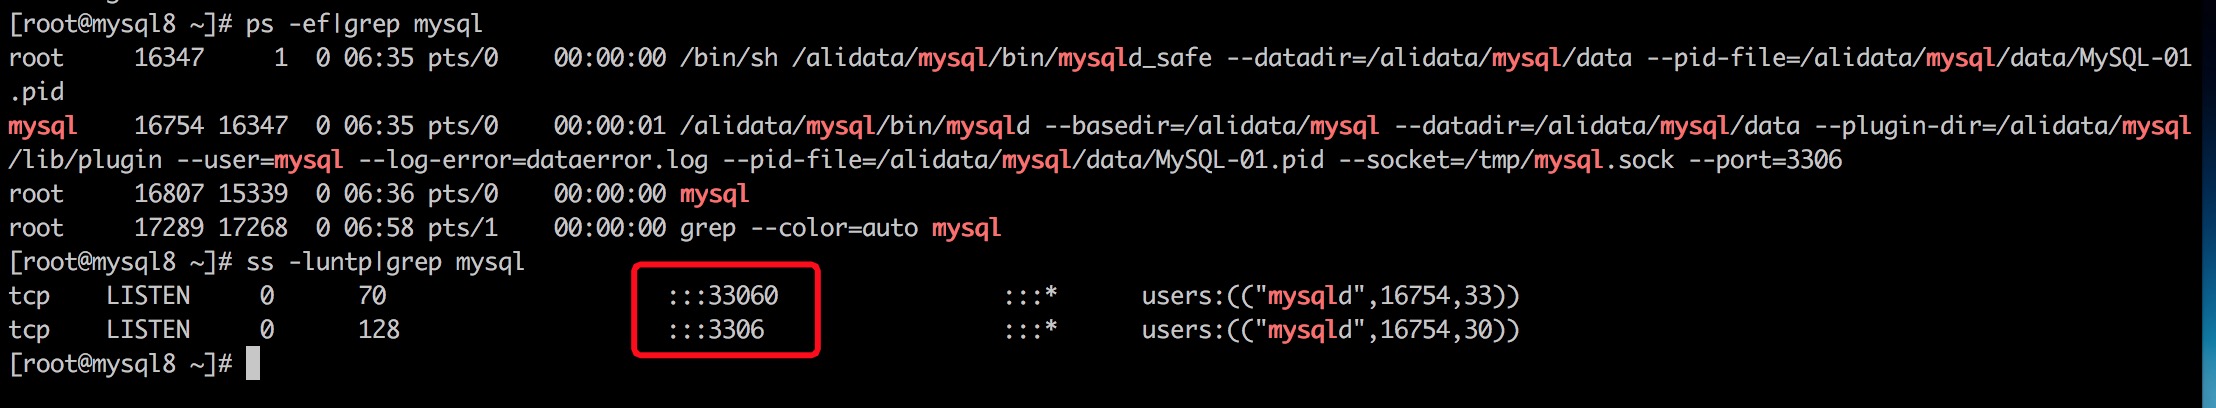 [root@mysql8 ~]# ps -ef|grep mysql
root     16347     1  0 06:35 pts/0    00:00:00 /bin/sh /alidata/mysql/bin/mysqld_safe --datadir=/alidata/mysql/data --pid-file=/alidata/mysql/data/MySQL-01
.pid
mysql    16754 16347  0 06:35 pts/0    00:00:01 /alidata/mysql/bin/mysqld --basedir=/alidata/mysql --datadir=/alidata/mysql/data --plugin-dir=/alidata/mysql
/lib/plugin --user=mysql --log-error=dataerror.log --pid-file=/alidata/mysql/data/MySQL-01.pid --socket=/tmp/mysql.sock --port=3306
root     16807 15339  0 06:36 pts/0    00:00:00 mysql
root     17289 17268  0 06:58 pts/1    00:00:00 grep --color=auto mysql
[root@mysql8 ~]# ss -luntp|grep mysql
tcp    LISTEN     0      70                    :::33060                :::*      users:(("mysqld",16754,33))
tcp    LISTEN     0      128                   :::3306                 :::*      users:(("mysqld",16754,30))
[root@mysql8 ~]#